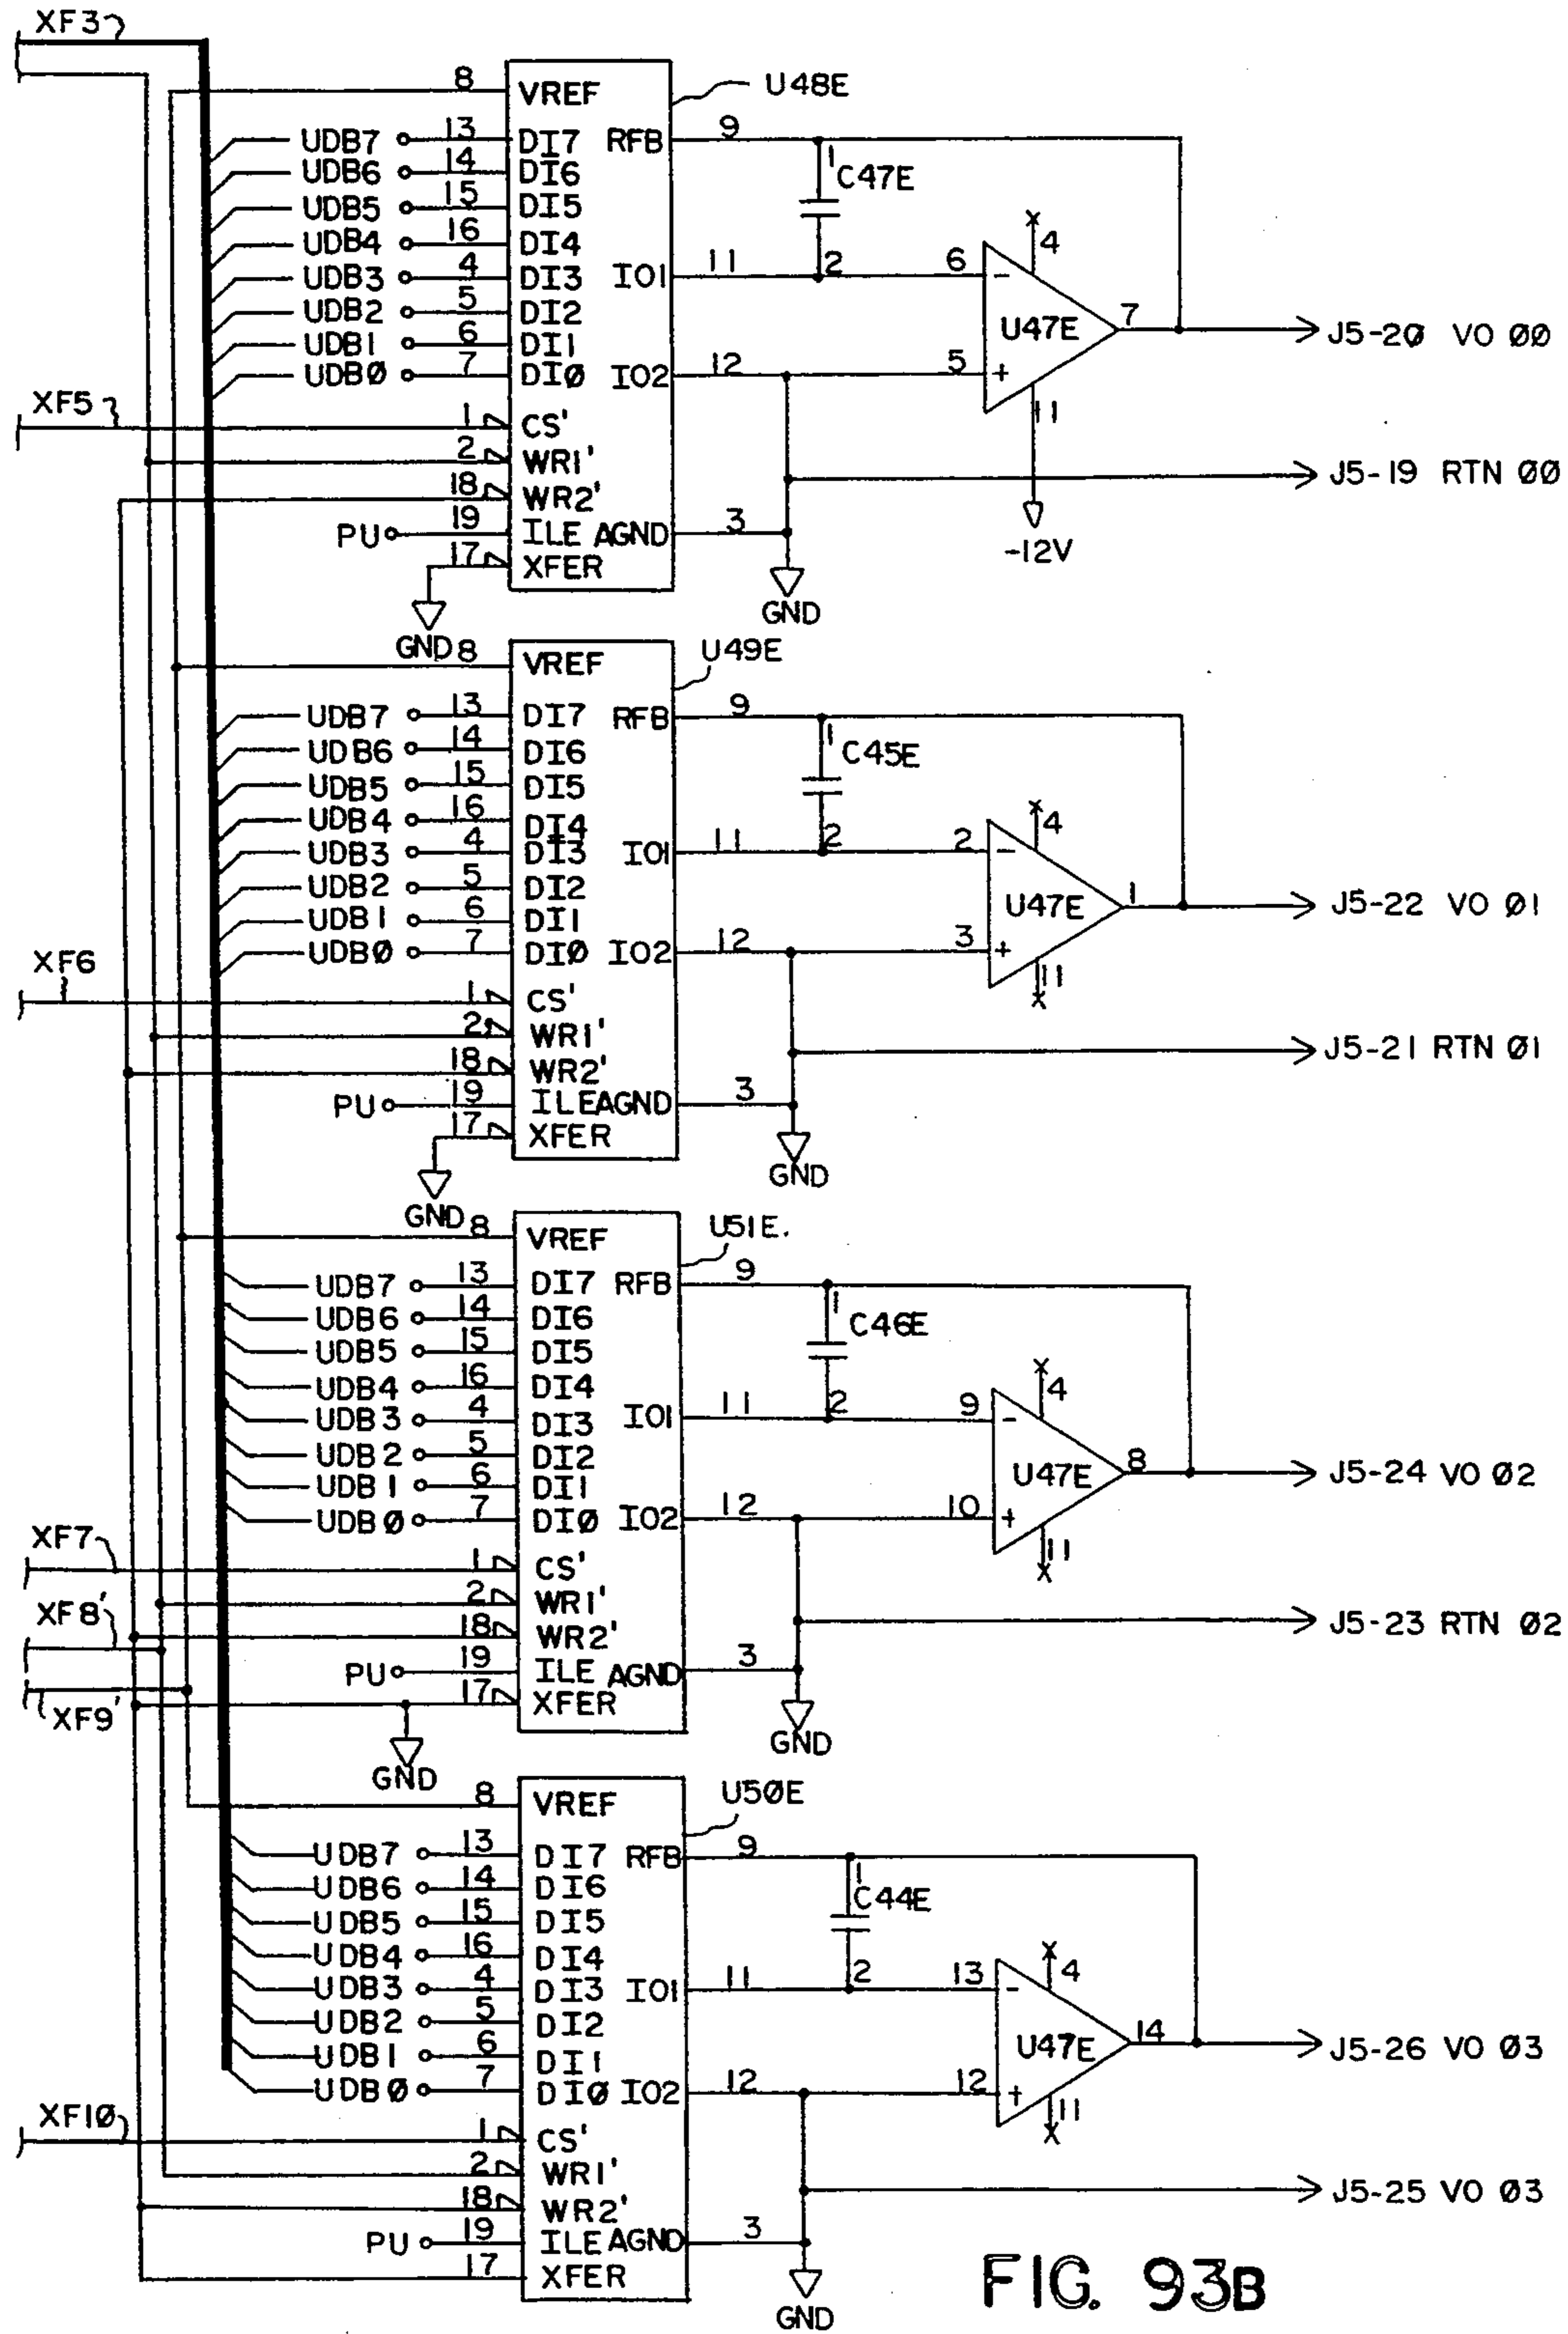 XF3
U48E
8 VREF
UDB7 13 DI7 RFB 9
UDB6 14 DI6
1 C47E
UDB5 15 DI5
UDB4 16 DI4
4
UDB3 4 DI3 IO1 11 2 6 -
UDB2 5 DI2
UDB1 6 DI1
U47E 7 J5-20 VO 00
UDB0 7 DI0 IO2 12 5 +
XF5 1 CS'
11
2 WR1'
J5-19 RTN 00
18 WR2'
PU 19 ILE AGND 3
-12V
17 XFER
GND
GND
U49E
8 VREF
UDB7 13 DI7 RFB 9
UDB6 14 DI6
1 C45E
UDB5 15 DI5
UDB4 16 DI4
4
UDB3 4 DI3 IO1 11 2 2 -
UDB2 5 DI2
UDB1 6 DI1
U47E 1 J5-22 VO 01
UDB0 7 DI0 IO2 12 3 +
XF6 1 CS'
11
2 WR1'
J5-21 RTN 01
18 WR2'
PU 19 ILE AGND 3
17 XFER
GND
GND
U51E.
8 VREF
UDB7 13 DI7 RFB 9
UDB6 14 DI6
1 C46E
UDB5 15 DI5
UDB4 16 DI4
4
UDB3 4 DI3 IO1 11 2 9 -
UDB2 5 DI2
UDB1 6 DI1
U47E 8 J5-24 VO 02
UDB0 7 DI0 IO2 12 10 +
XF7 1 CS'
11
2 WR1'
XF8'
J5-23 RTN 02
18 WR2'
PU 19 ILE AGND 3
17 XFER
XF9'
GND
GND
U50E
8 VREF
UDB7 13 DI7 RFB 9
UDB6 14 DI6
1 C44E
UDB5 15 DI5
UDB4 16 DI4
4
UDB3 4 DI3 IO1 11 2 13 -
UDB2 5 DI2
UDB1 6 DI1
U47E 14 J5-26 VO 03
UDB0 7 DI0 IO2 12 12 +
XF10 1 CS'
11
2 WR1'
J5-25 VO 03
18 WR2'
PU 19 ILE AGND 3
17 XFER
GND
FIG. 93B